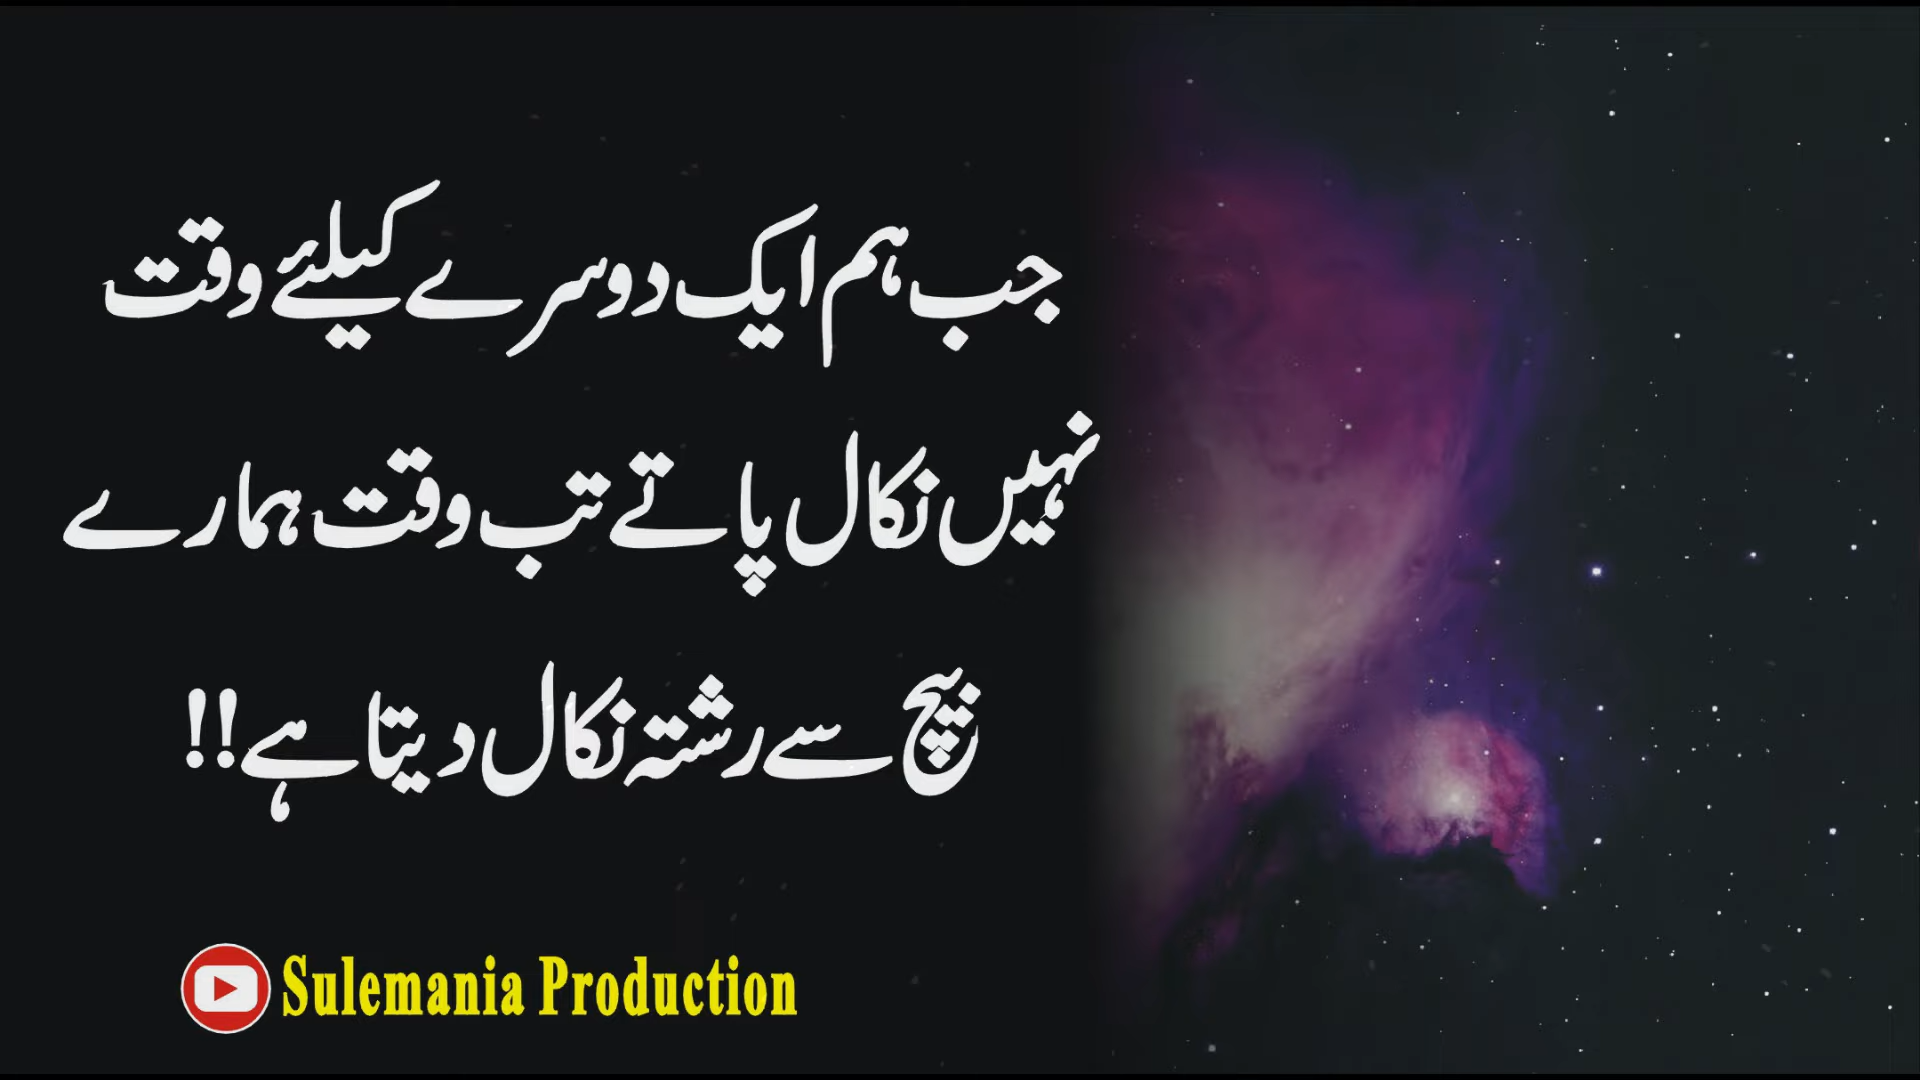 جب ہم ایک دوسرے کیلئے وقت
نہیں نکال پاتے تب وقت ہمارے
بیچ سے رشتہ نکال دیتا ہے!!
Sulemania Production